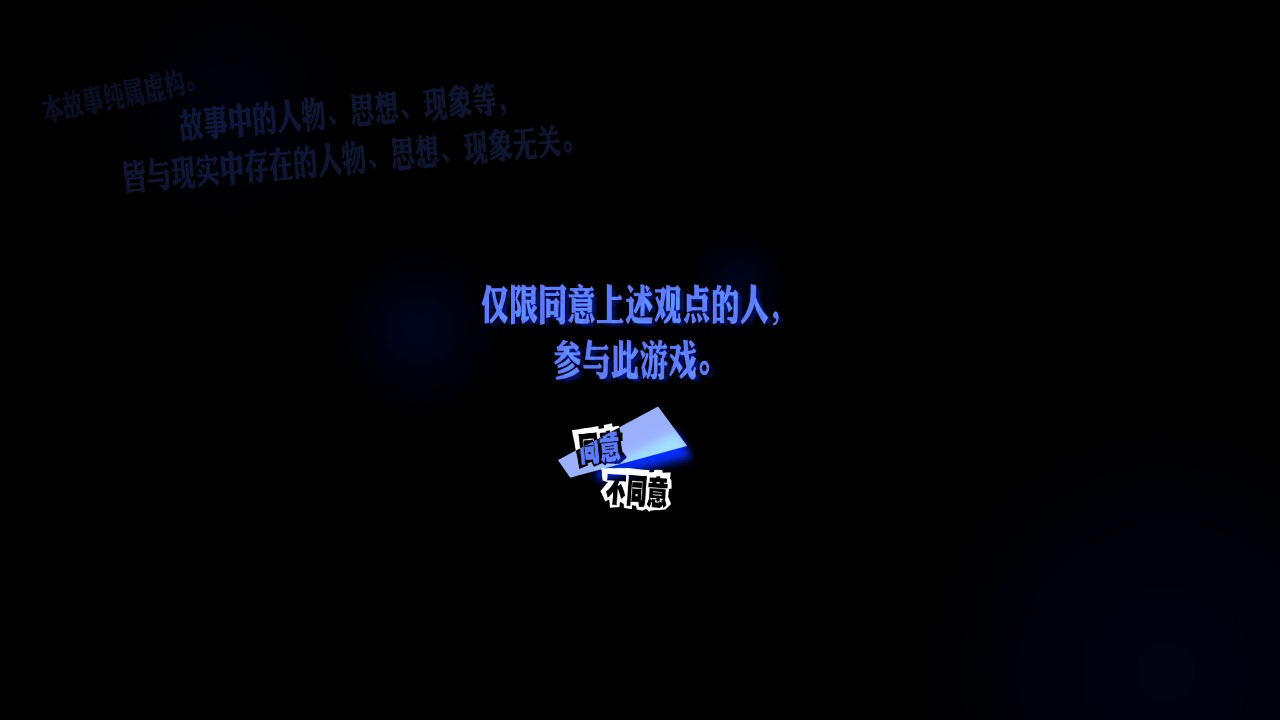 本故事纯属虚构。
故事中的人物、思想、现象等，
皆与现实中存在的人物、思想、现象无关。
仅限同意上述观点的人，
参与此游戏。
同意
不同意